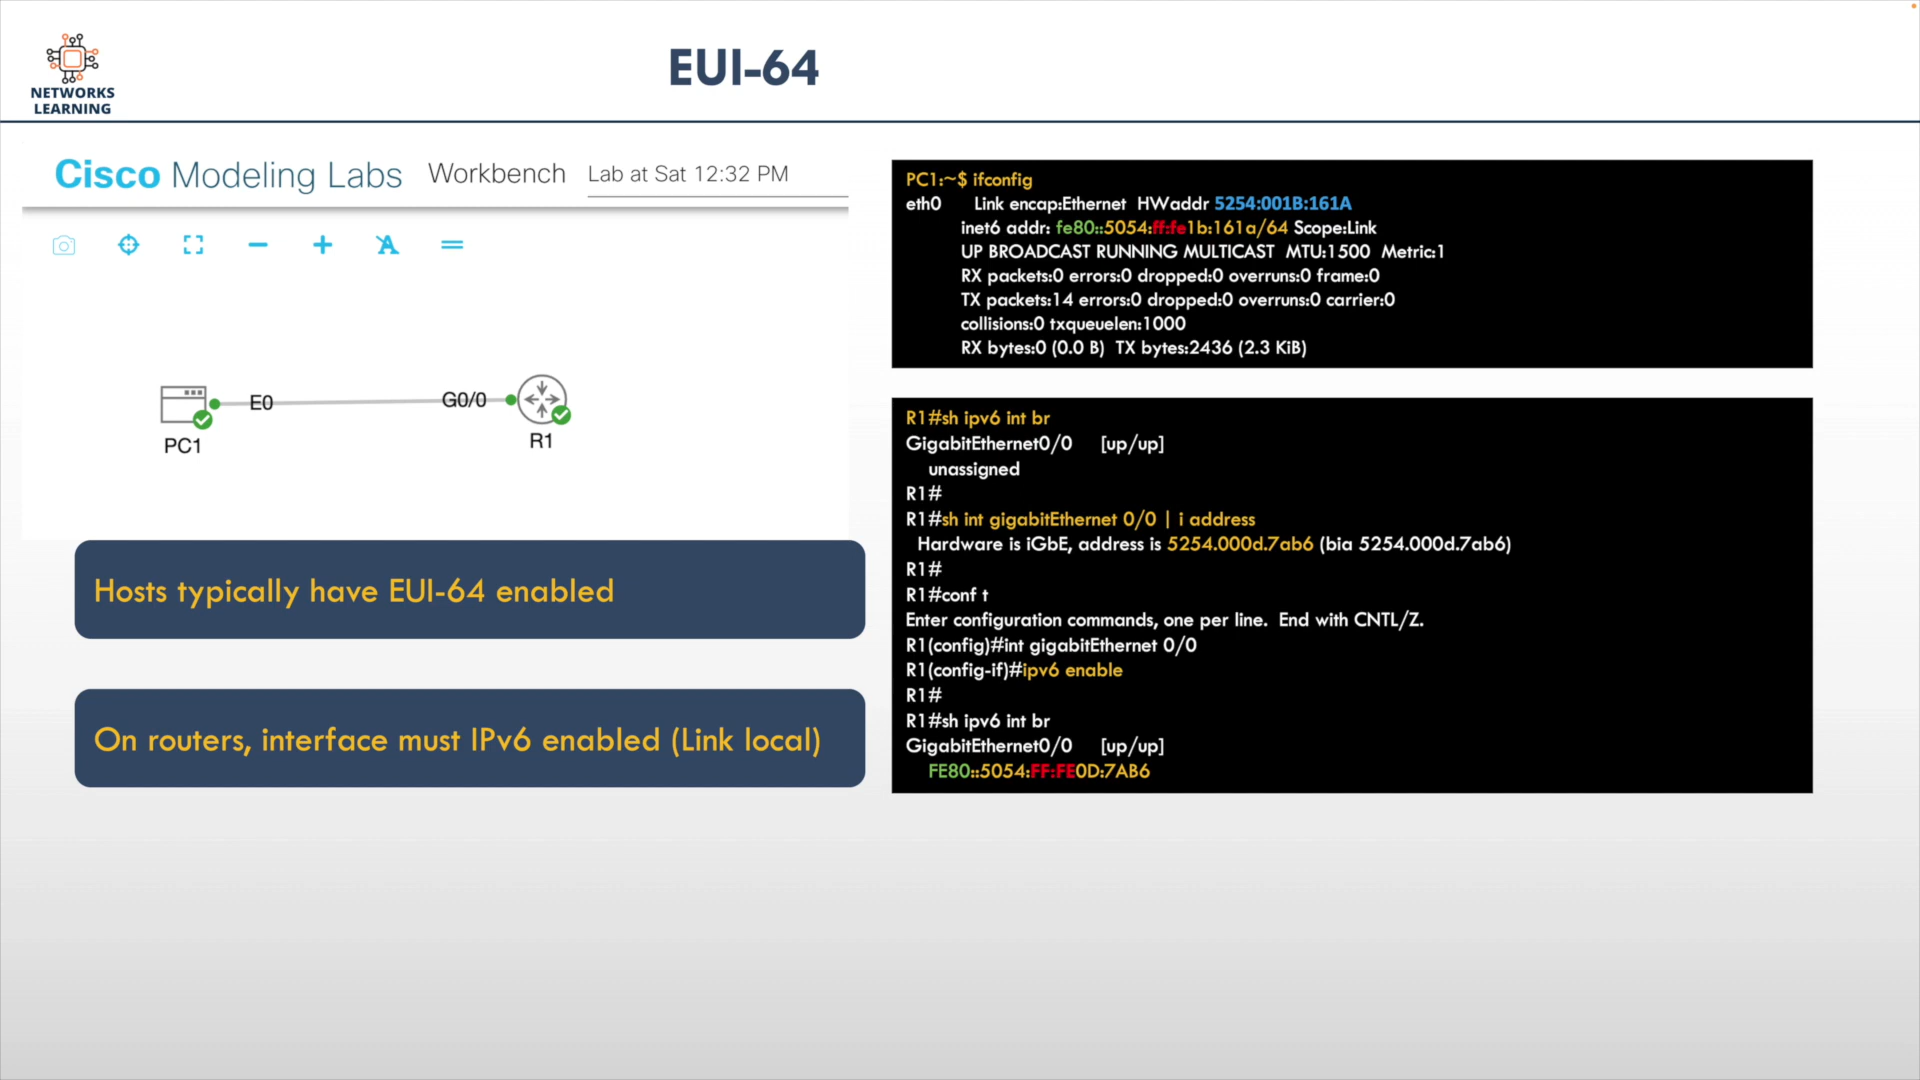 NETWORKS
LEARNING
EUI-64
Cisco Modeling Labs Workbench Lab at Sat 12:32 PM
E0
G0/0
PC1
R1
Hosts typically have EUI-64 enabled
On routers, interface must IPv6 enabled (Link local)
PC1:~$ ifconfig
eth0 Link encap:Ethernet HWaddr 5254:001B:161A
inet6 addr: fe80::5054:ff:fe1b:161a/64 Scope:Link
UP BROADCAST RUNNING MULTICAST MTU:1500 Metric:1
RX packets:0 errors:0 dropped:0 overruns:0 frame:0
TX packets:14 errors:0 dropped:0 overruns:0 carrier:0
collisions:0 txqueuelen:1000
RX bytes:0 (0.0 B) TX bytes:2436 (2.3 KiB)
R1#sh ipv6 int br
GigabitEthernet0/0 [up/up]
unassigned
R1#
R1#sh int gigabitEthernet 0/0 | i address
Hardware is iGbE, address is 5254.000d.7ab6 (bia 5254.000d.7ab6)
R1#
R1#conf t
Enter configuration commands, one per line. End with CNTL/Z.
R1(config)#int gigabitEthernet 0/0
R1(config-if)#ipv6 enable
R1#
R1#sh ipv6 int br
GigabitEthernet0/0 [up/up]
FE80::5054:FF:FE0D:7AB6